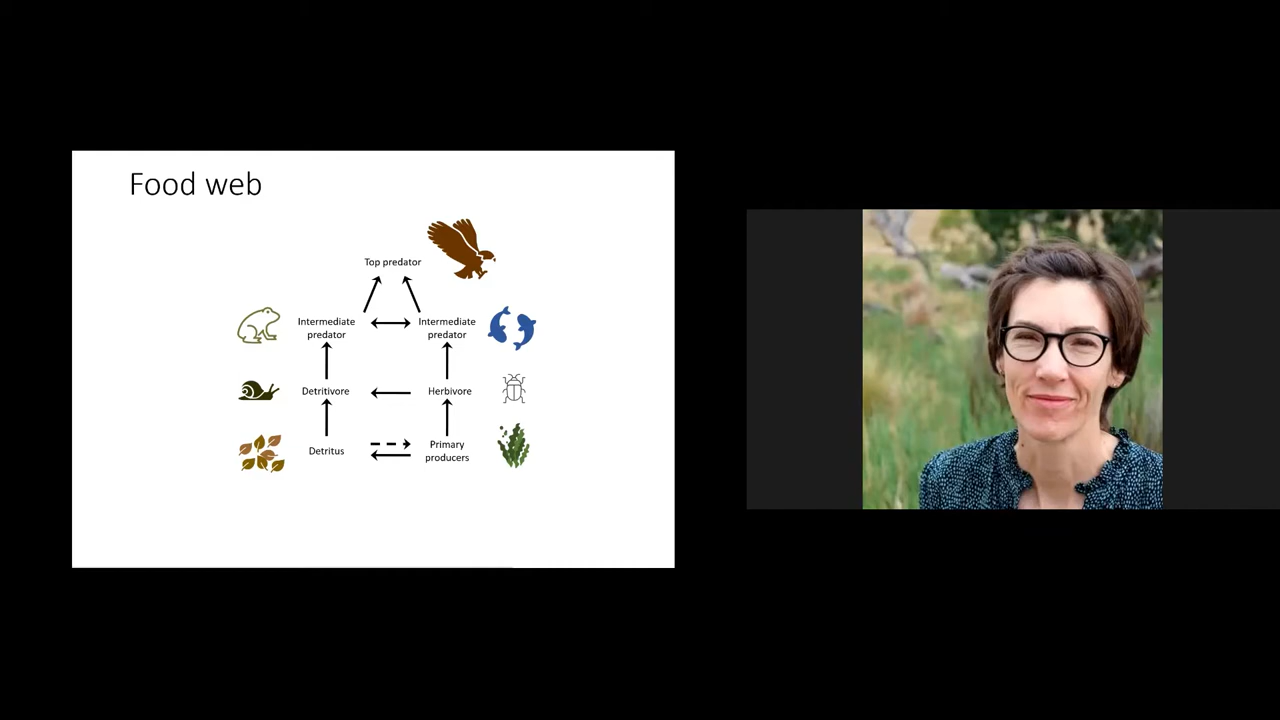 Food web
Top predator
Intermediate
predator
Intermediate
predator
Detritivore
Herbivore
Detritus
Primary
producers